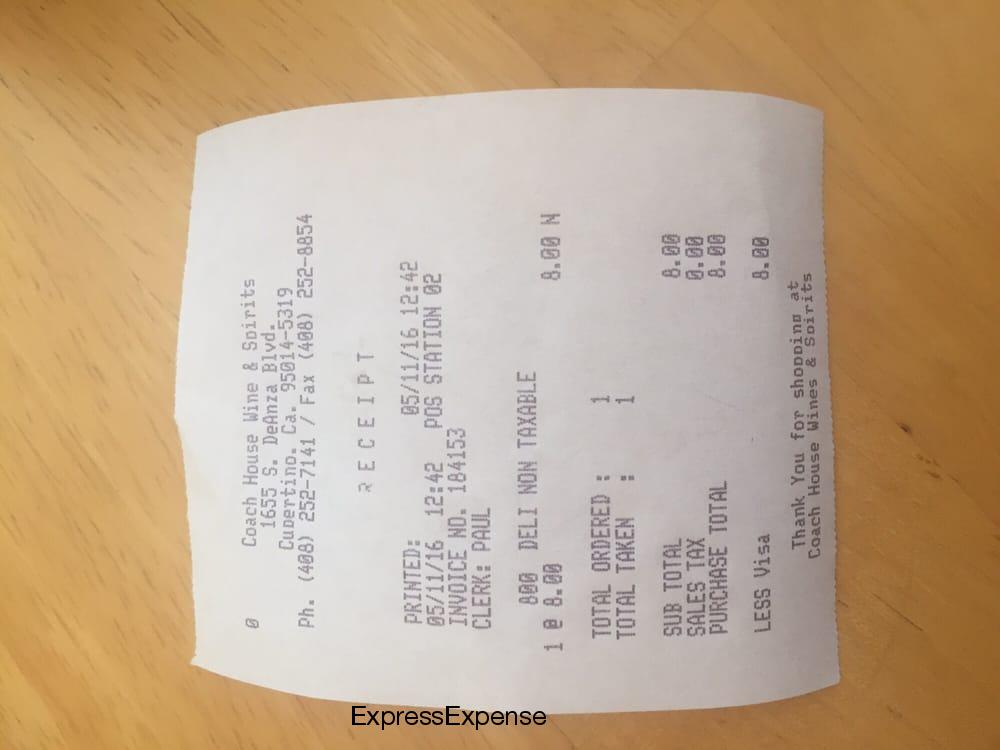 0
Coach House Wine & Spirits
1655 S. DeAnza Blvd.
Cupertino, Ca. 95014-5319
Ph. (408) 252-7141 / Fax (408) 252-8854
R E C E I P T
PRINTED: 05/11/16 12:42
05/11/16 12:42 POS STATION 02
INVOICE NO. 184153
CLERK: PAUL
800 DELI NON TAXABLE
1 @ 8.00 8.00 N
TOTAL ORDERED : 1
TOTAL TAKEN : 1
SUB TOTAL 8.00
SALES TAX 0.00
PURCHASE TOTAL 8.00
LESS Visa 8.00
Thank You for shopping at
Coach House Wines & Spirits
ExpressExpense